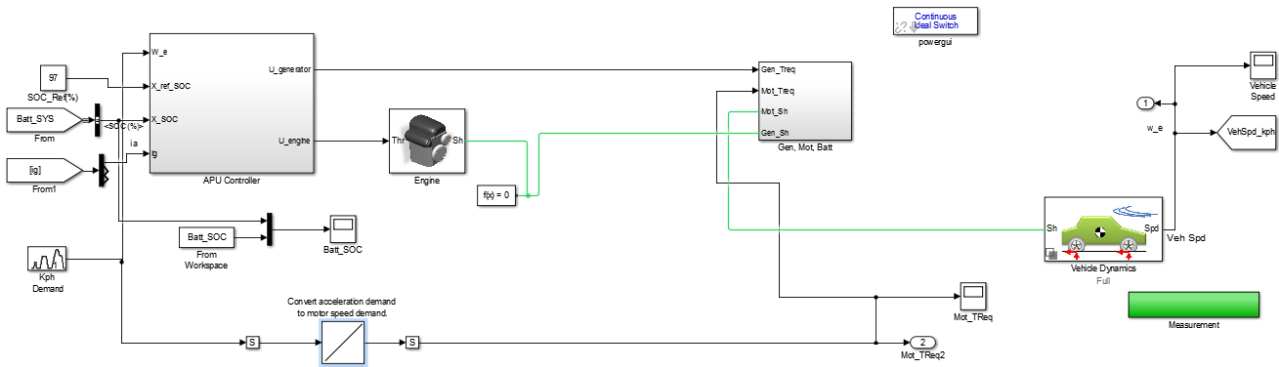 Continuous
Ideal Switch
powergui
W_e
X_ref_SOC
X_SOC
Ig
U_generator
U_engine
APU Controller
97
SOC_Ref(%)
Batt_SYS
From
<SOC (%)>
ia
[ig]
From1
Thr
Sh
Engine
f(x) = 0
Gen_Treq
Mot_Treq
Mot_Sh
Gen_Sh
Gen, Mot, Batt
Vehicle
Speed
1
w_e
VehSpd_kph
Batt_SOC
From
Workspace
Batt_SOC
Kph
Demand
Sh
Spd
Veh Spd
Vehicle Dynamics
Full
Measurement
Convert acceleration demand
to motor speed demand.
S
S
Mot_TReq
2
Mot_TReq2